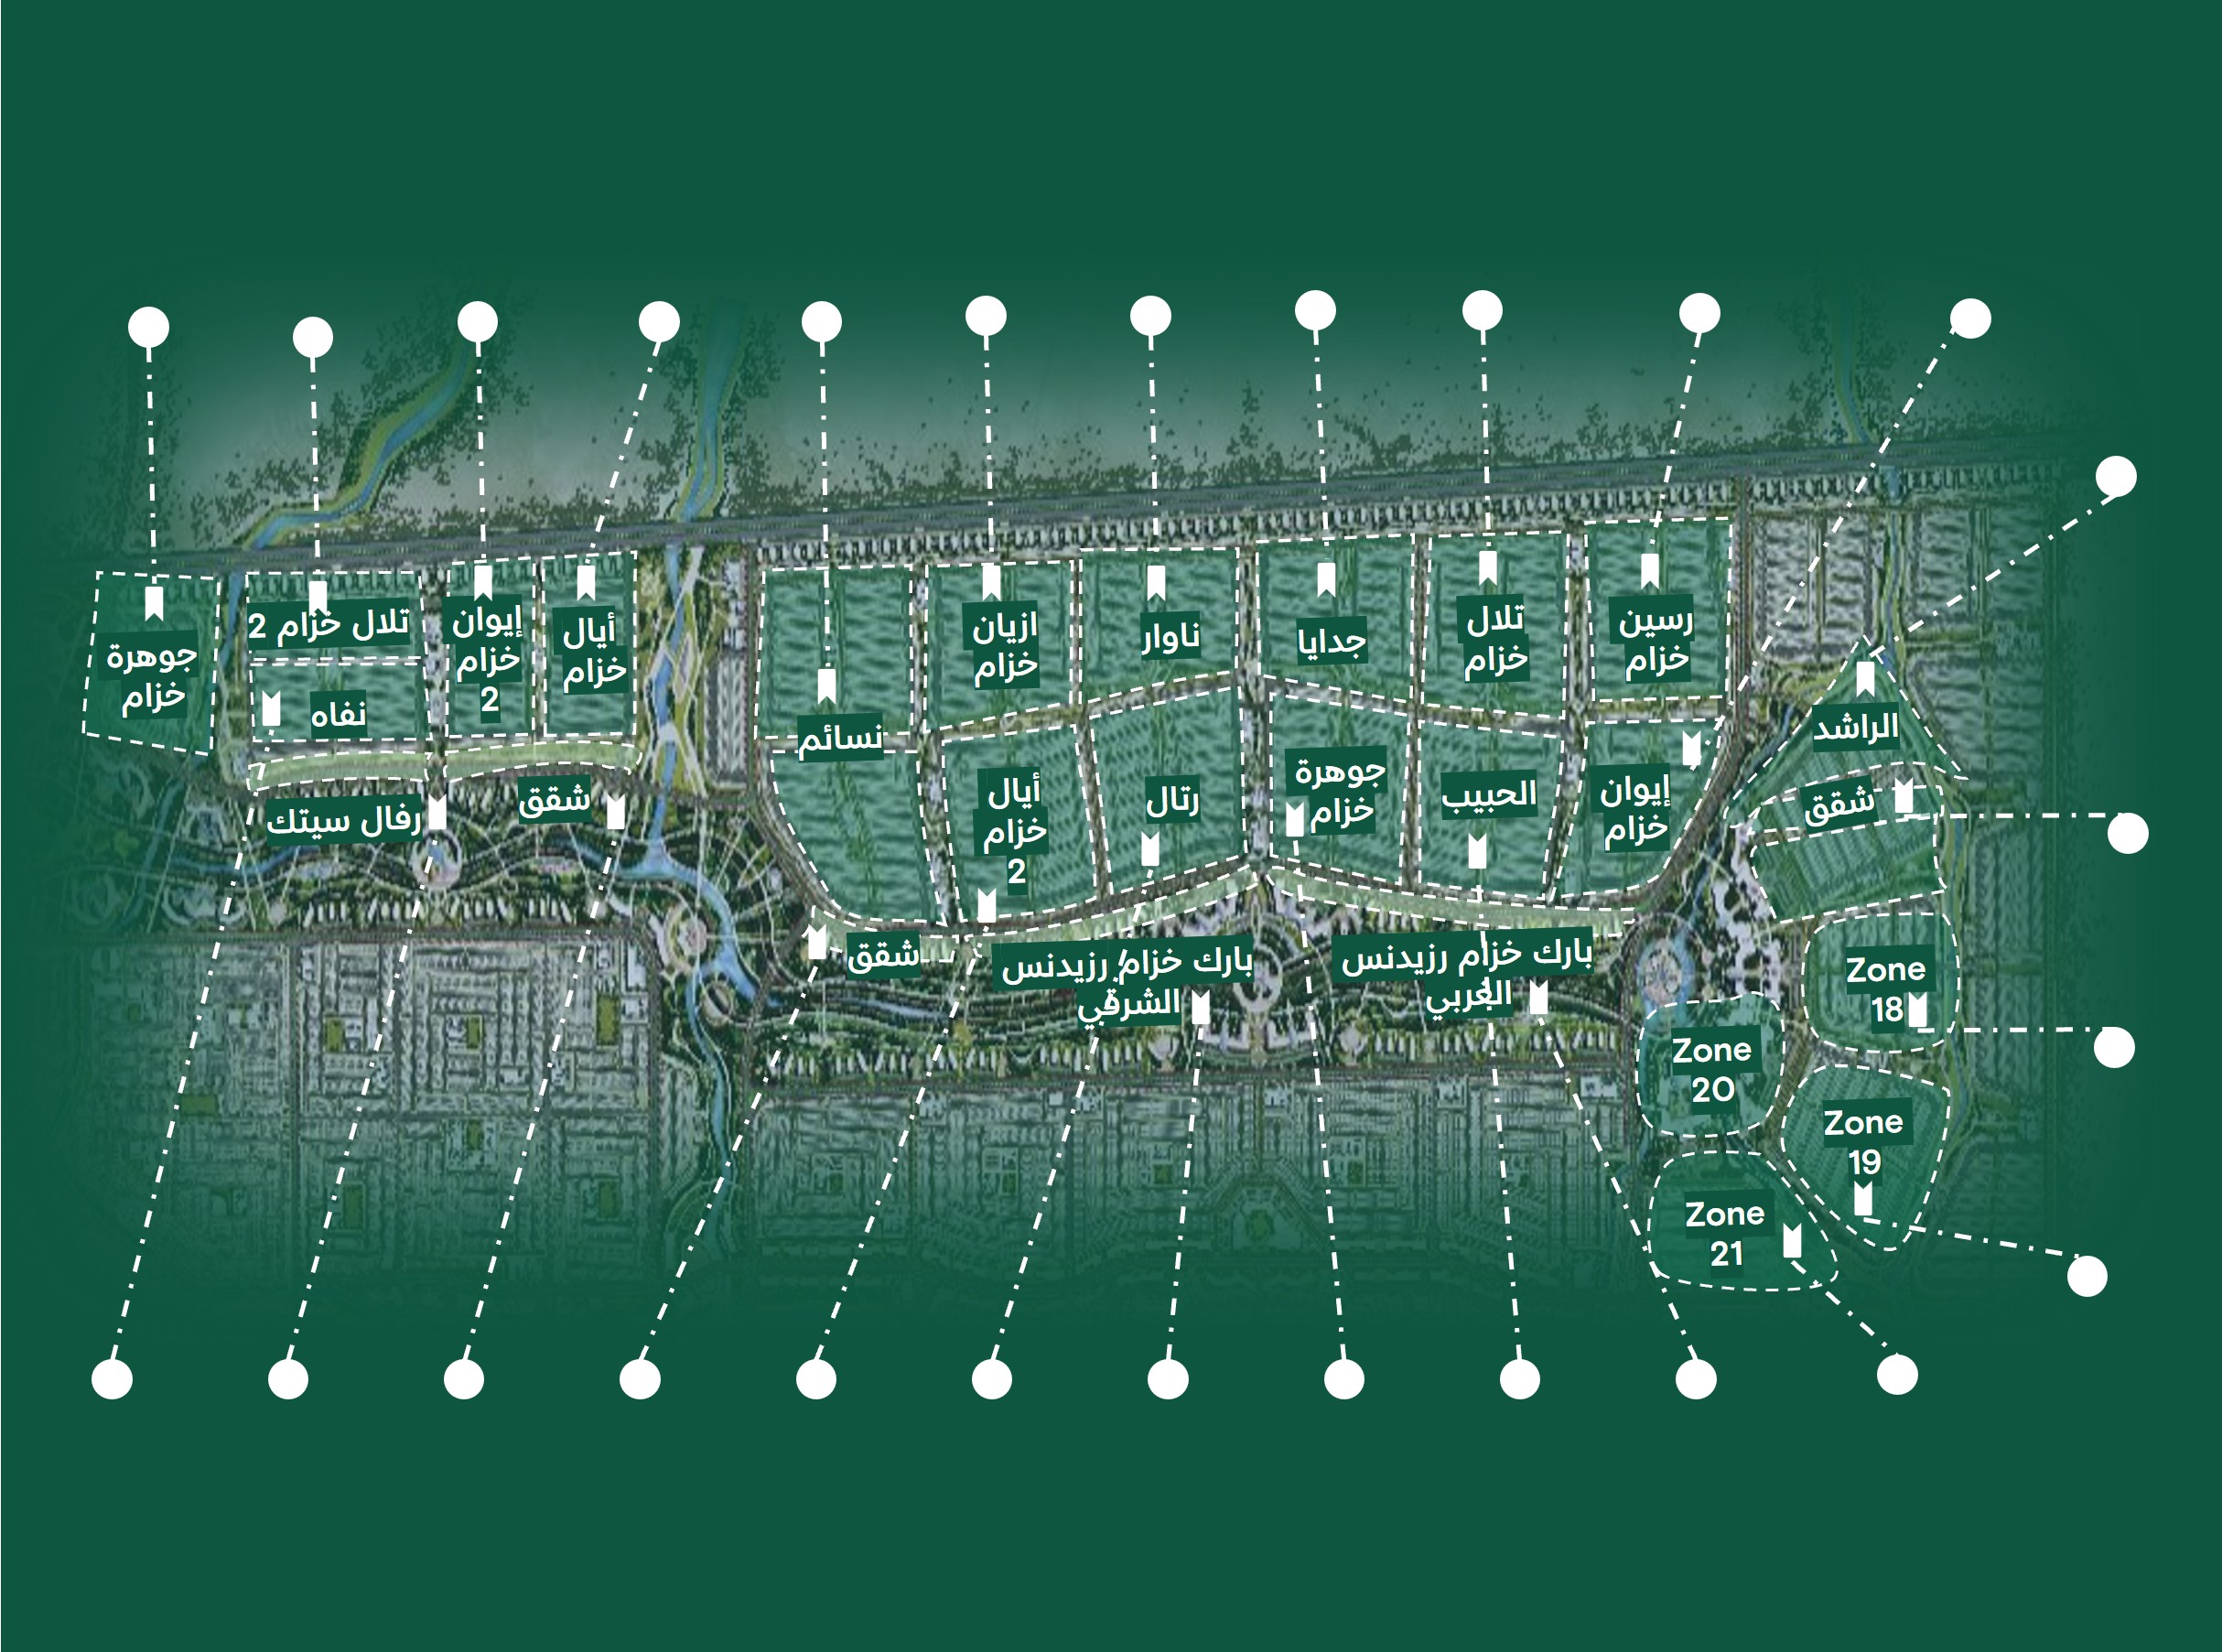 جوهرة
خزام
تلال خزام 2
نفاه
إيوان
خزام
2
أيال
خزام
نسائم
ازيان
خزام
ناوار
جدايا
تلال
خزام
رسين
خزام
الراشد
شقق
رفال سيتك
شقق
أيال
خزام
2
رتال
جوهرة
خزام
الحبيب
إيوان
خزام
شقق
بارك خزام رزيدنس
الشرقي
بارك خزام رزيدنس
الغربي
Zone
18
Zone
20
Zone
19
Zone
21